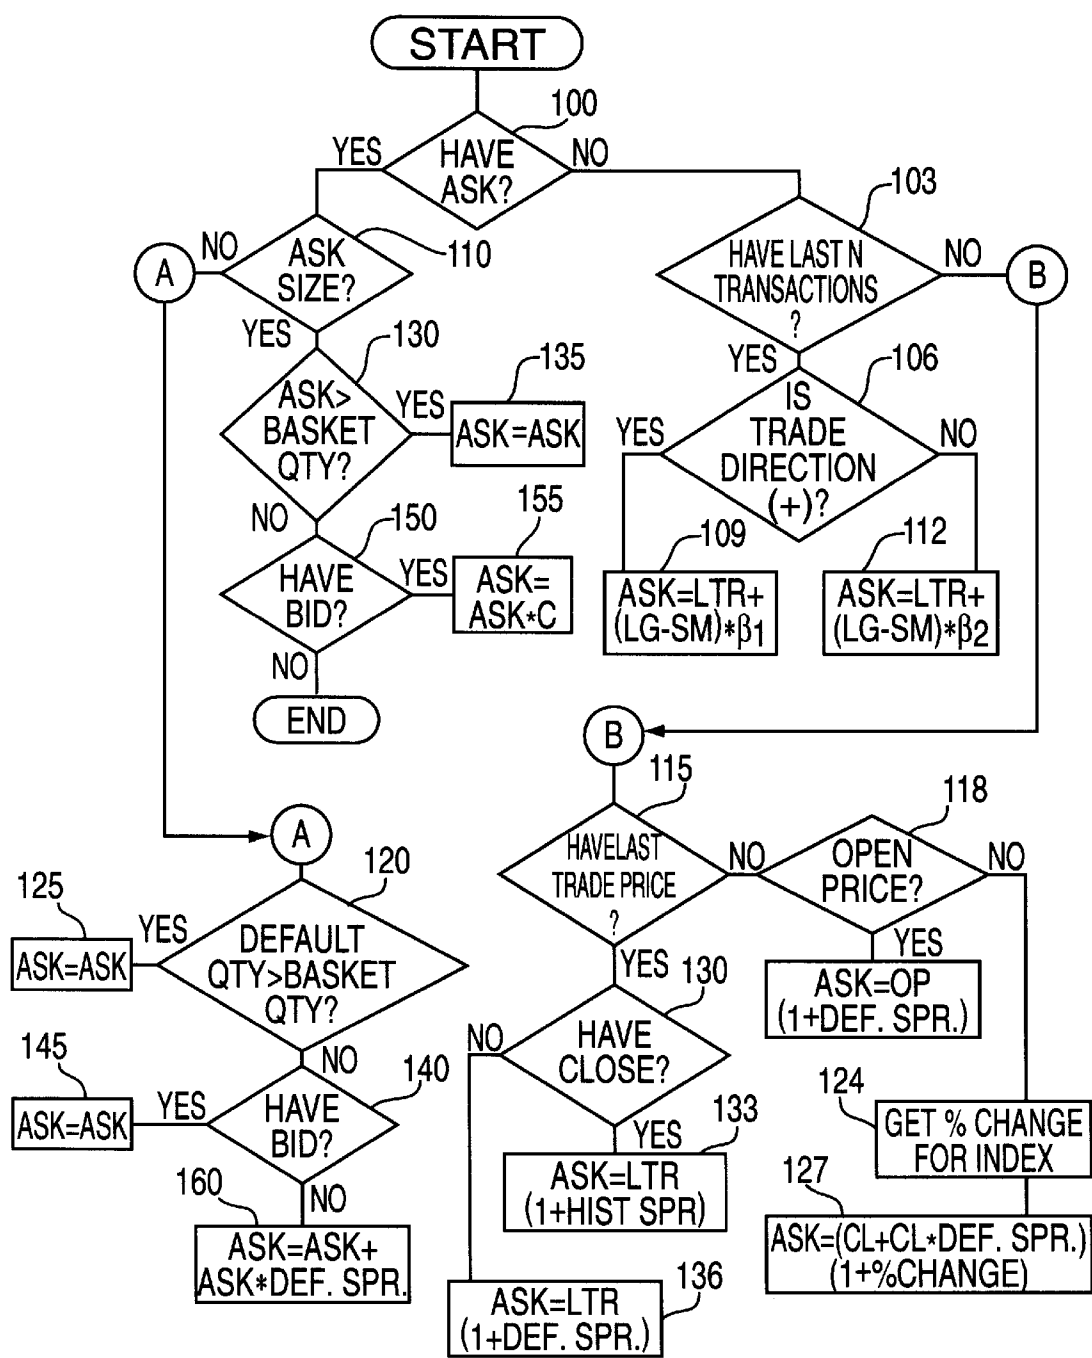 START
100
HAVE
ASK?
YES
NO
103
ASK
SIZE?
110
NO
A
YES
HAVE LAST N
TRANSACTIONS
?
NO
B
YES
130
ASK>
BASKET
QTY?
YES
135
ASK=ASK
NO
106
IS
TRADE
DIRECTION
(+)?
YES
NO
150
HAVE
BID?
YES
155
ASK=
ASK*C
NO
END
109
ASK=LTR+
(LG-SM)*β1
112
ASK=LTR+
(LG-SM)*β2
B
115
HAVELAST
TRADE PRICE
?
NO
118
OPEN
PRICE?
NO
YES
ASK=OP
(1+DEF. SPR.)
YES
130
HAVE
CLOSE?
NO
YES
133
ASK=LTR
(1+HIST SPR)
136
ASK=LTR
(1+DEF. SPR.)
124
GET % CHANGE
FOR INDEX
127
ASK=(CL+CL*DEF. SPR.)
(1+%CHANGE)
A
120
DEFAULT
QTY>BASKET
QTY?
YES
125
ASK=ASK
NO
140
HAVE
BID?
YES
145
ASK=ASK
NO
160
ASK=ASK+
ASK*DEF. SPR.